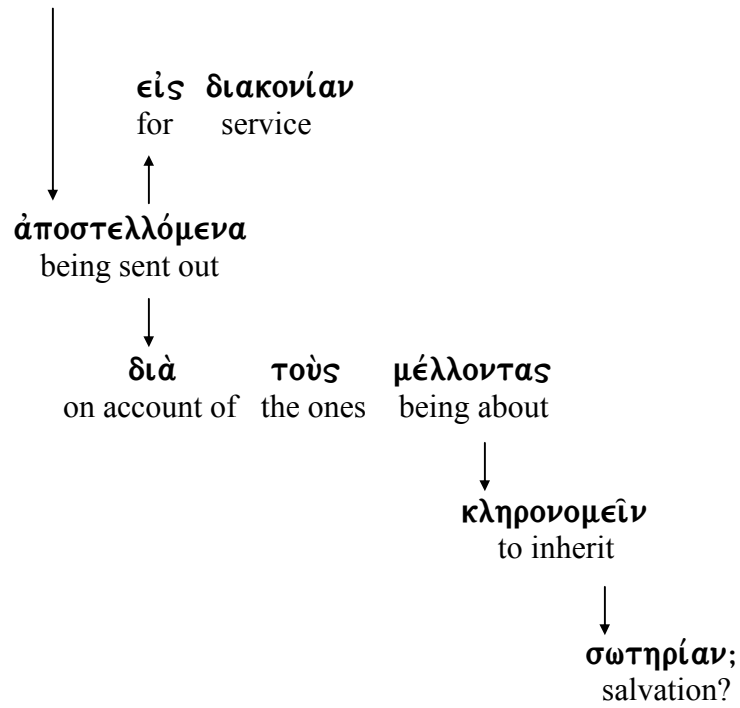 εἰς διακονίαν
for service
ἀποστελλόμενα
being sent out
διὰ τοὺς μέλλοντας
on account of the ones being about
κληρονομεῖν
to inherit
σωτηρίαν;
salvation?